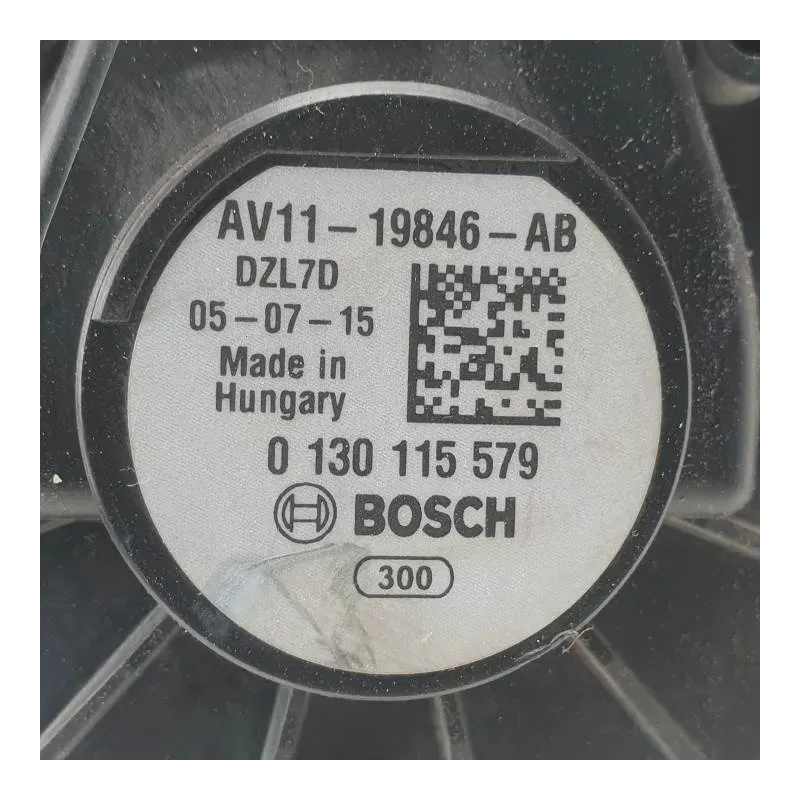 AV11-19846-AB
DZL7D
05-07-15
Made in
Hungary
0 130 115 579
BOSCH
300